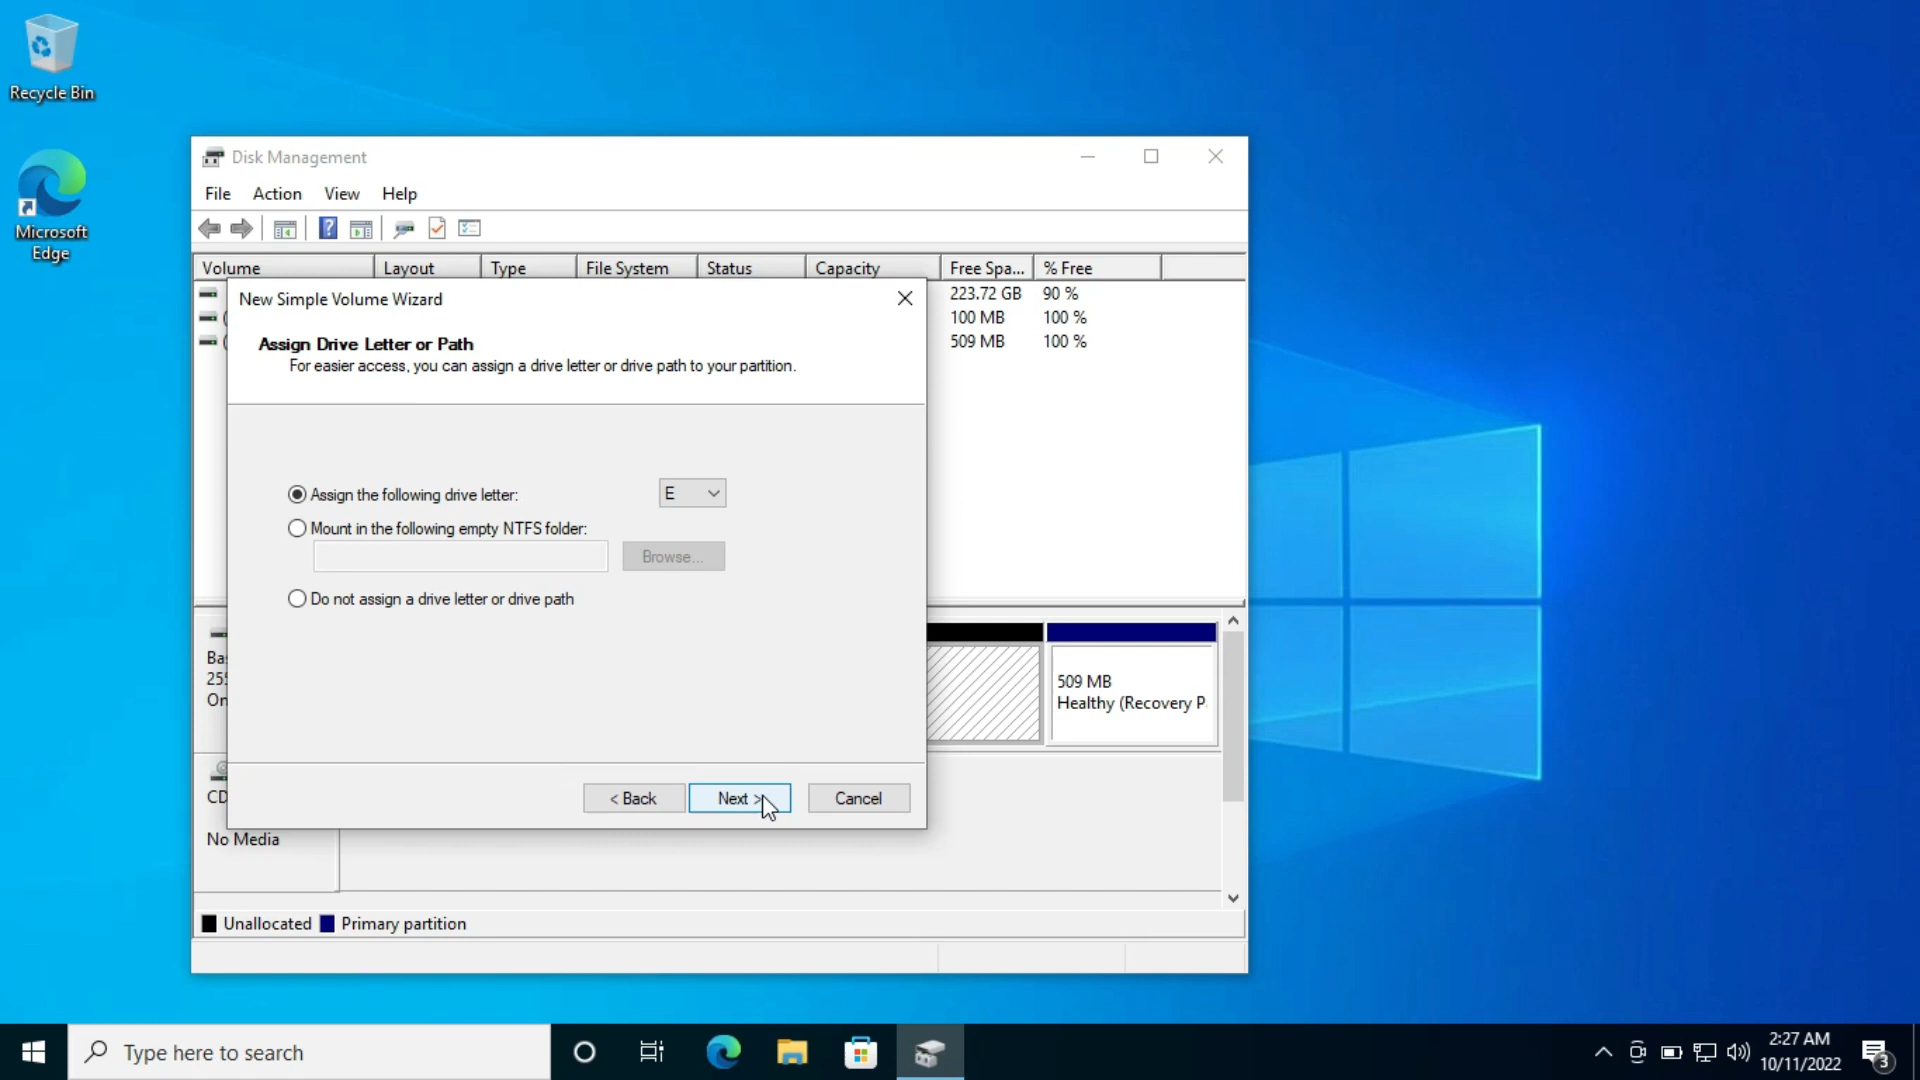 Recycle Bin
Microsoft
Edge
Disk Management
File Action View Help
Volume Layout Type File System Status Capacity Free Spa... % Free
223.72 GB 90 %
( 100 MB 100 %
( 509 MB 100 %
New Simple Volume Wizard
Assign Drive Letter or Path
For easier access, you can assign a drive letter or drive path to your partition.
Assign the following drive letter: E
Mount in the following empty NTFS folder:
Browse...
Do not assign a drive letter or drive path
< Back Next > Cancel
Ba
25
On
509 MB
Healthy (Recovery P
CD
No Media
Unallocated Primary partition
Type here to search
2:27 AM
10/11/2022
3